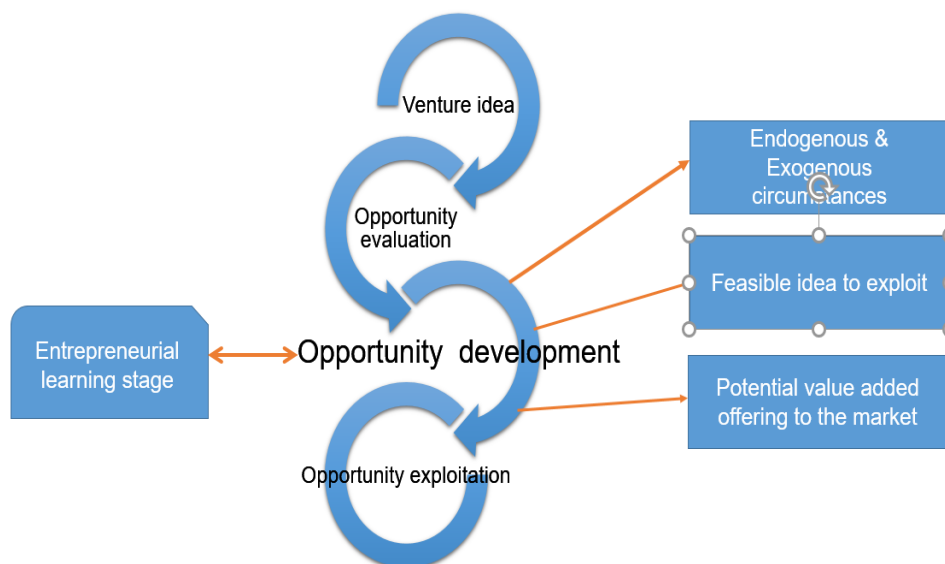 Venture idea
Opportunity
evaluation
Opportunity development
Opportunity exploitation
Entrepreneurial
learning stage
Endogenous &
Exogenous
circumstances
Feasible idea to exploit
Potential value added
offering to the market